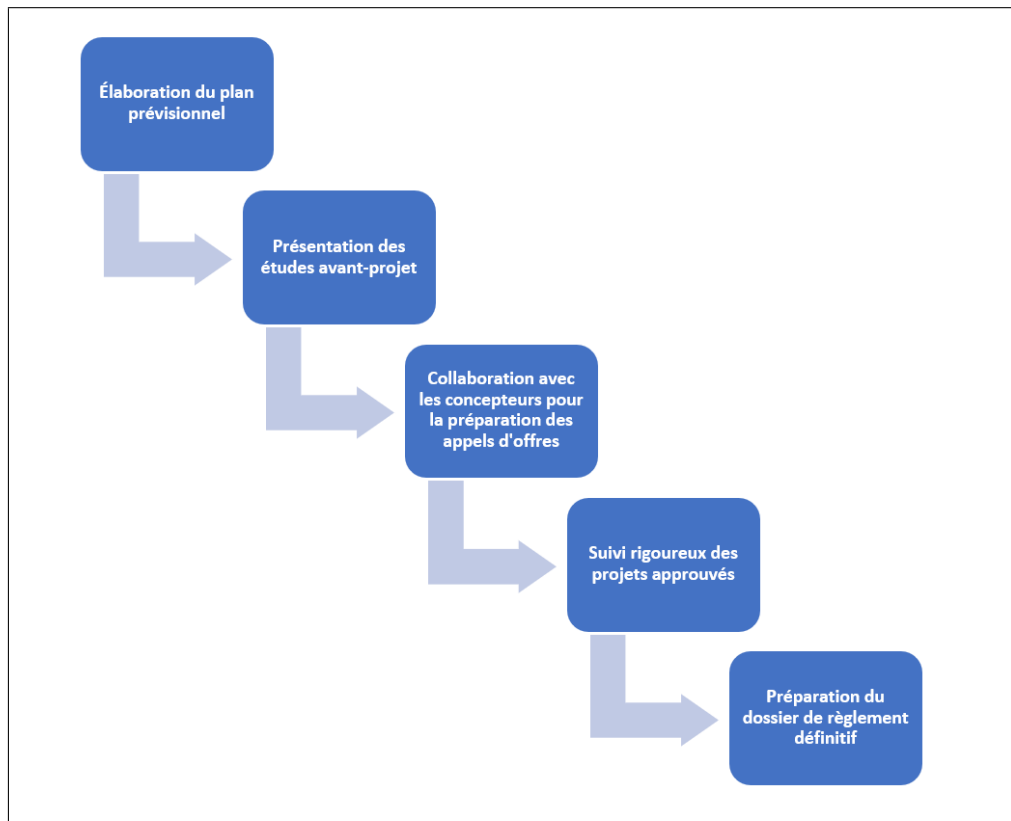 Élaboration du plan
prévisionnel
Présentation des
études avant-projet
Collaboration avec
les concepteurs pour
la préparation des
appels d'offres
Suivi rigoureux des
projets approuvés
Préparation du
dossier de règlement
définitif